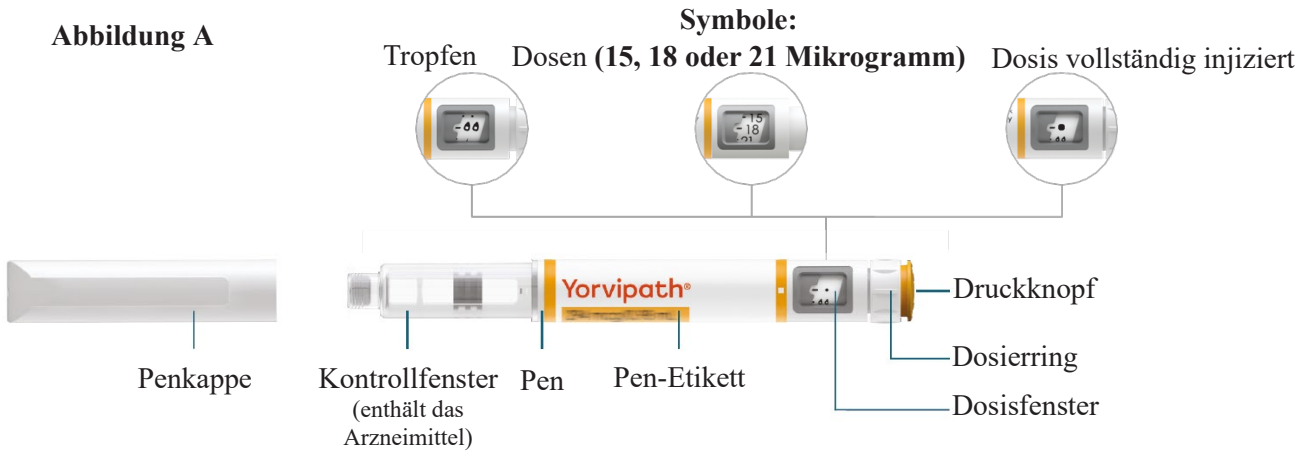 Abbildung A
Symbole:
Tropfen
Dosen (15, 18 oder 21 Mikrogramm)
Dosis vollständig injiziert
15
-18
21
Yorvipath®
Druckknopf
Dosierring
Dosisfenster
Penkappe
Kontrollfenster
(enthält das
Arzneimittel)
Pen
Pen-Etikett